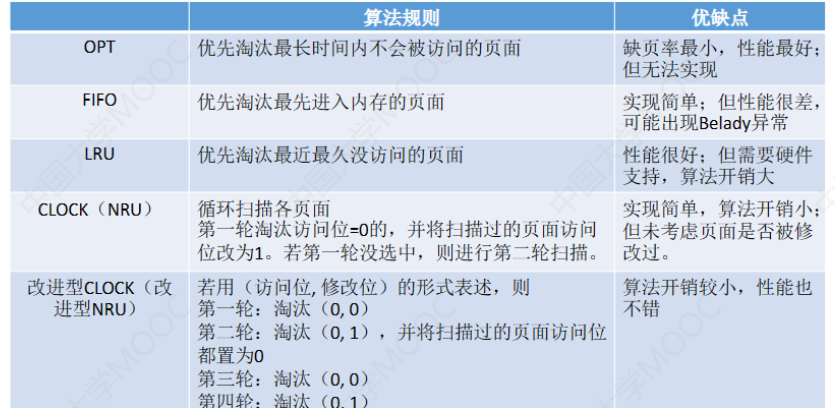 算法规则 优缺点
OPT 优先淘汰最长时间内不会被访问的页面 缺页率最小，性能最好；
但无法实现
FIFO 优先淘汰最先进入内存的页面 实现简单；但性能很差，
可能出现Belady异常
LRU 优先淘汰最近最久没访问的页面 性能很好；但需要硬件
支持，算法开销大
CLOCK（NRU） 循环扫描各页面 实现简单，算法开销小；
第一轮淘汰访问位=0的，并将扫描过的页面访问 但未考虑页面是否被修
位改为1。若第一轮没选中，则进行第二轮扫描。 改过。
改进型CLOCK（改 若用（访问位, 修改位）的形式表述，则 算法开销较小，性能也
进型NRU） 第一轮：淘汰（0, 0） 不错
第二轮：淘汰（0, 1），并将扫描过的页面访问位
都置为0
第三轮：淘汰（0, 0）
第四轮：淘汰（0, 1）
中国大学MOOC